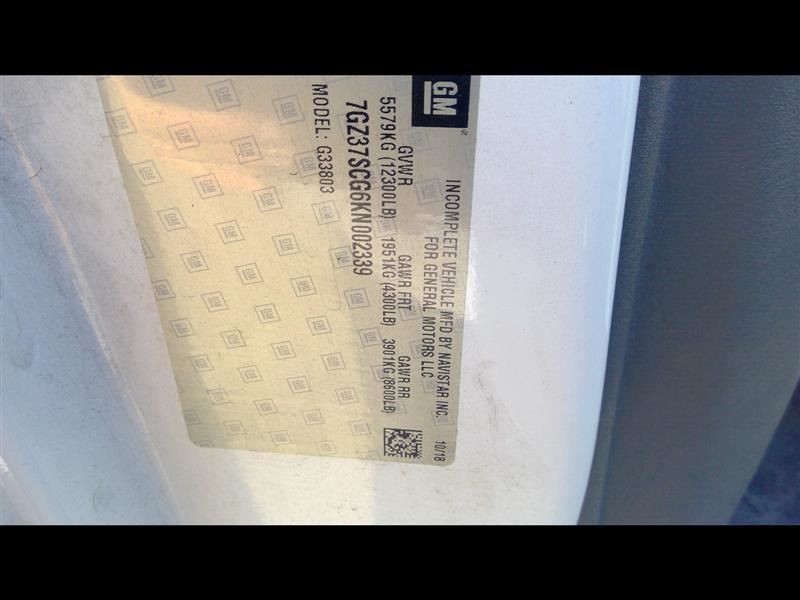 GM
INCOMPLETE VEHICLE MFD BY NAVISTAR INC. 10/18
FOR GENERAL MOTORS LLC
GVWR GAWR FRT GAWR RR
5579KG (12300LB) 1951KG (4300LB) 3901KG (8600LB)
7GZ37SCG6KN002339
MODEL: G33803